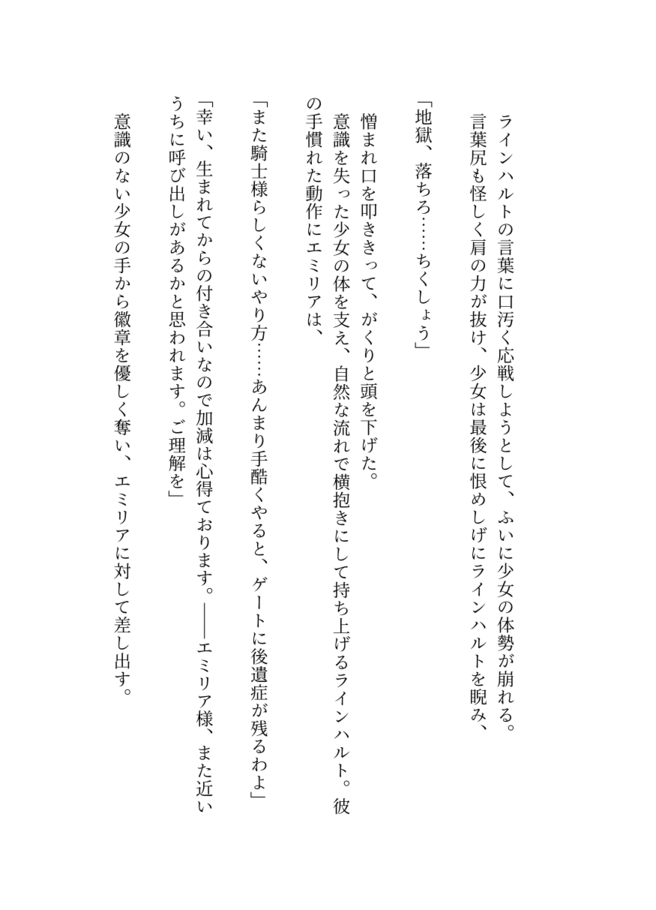 ラインハルトの言葉に口汚く応戦しようとして、ふいに少女の体勢が崩れる。
言葉尻も怪しく肩の力が抜け、少女は最後に恨めしげにラインハルトを睨み、
「地獄、落ちろ……ちくしょう」
憎まれ口を叩ききって、がくりと頭を下げた。
意識を失った少女の体を支え、自然な流れで横抱きにして持ち上げるラインハルト。彼
の手慣れた動作にエミリアは、
「また騎士様らしくないやり方……あんまり手酷くやると、ゲートに後遺症が残るわよ」
「幸い、生まれてからの付き合いなので加減は心得ております。――エミリア様、また近い
うちに呼び出しがあるかと思われます。ご理解を」
意識のない少女の手から徽章を優しく奪い、エミリアに対して差し出す。